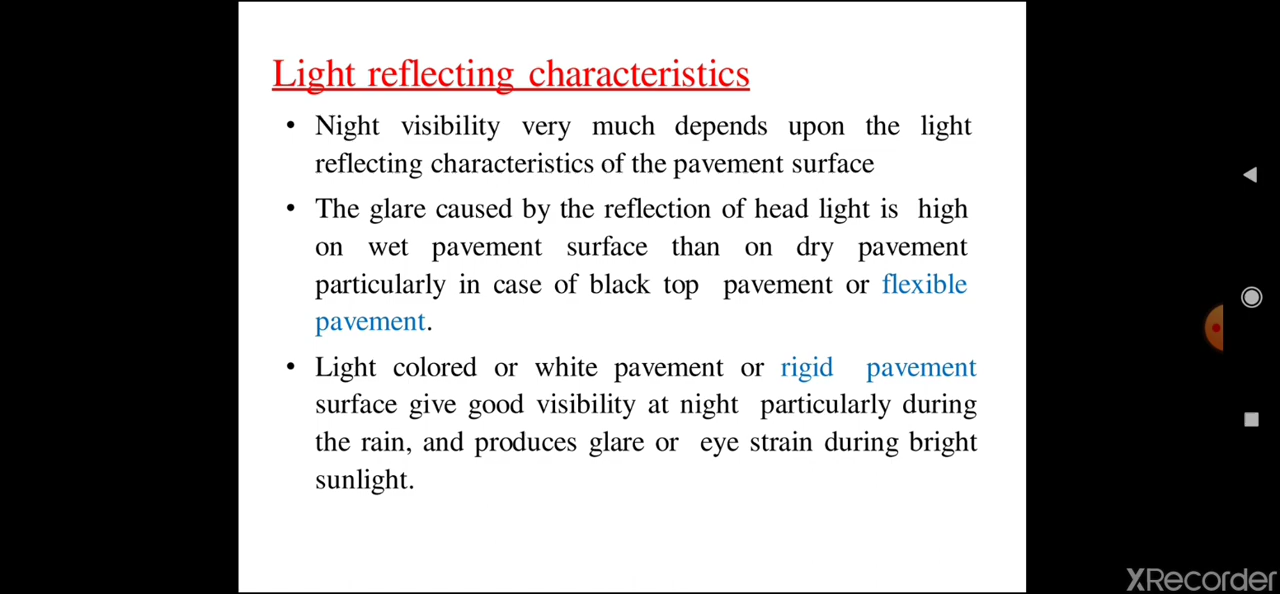 Light reflecting characteristics
• Night visibility very much depends upon the light
reflecting characteristics of the pavement surface
• The glare caused by the reflection of head light is high
on wet pavement surface than on dry pavement
particularly in case of black top pavement or flexible
pavement.
• Light colored or white pavement or rigid pavement
surface give good visibility at night particularly during
the rain, and produces glare or eye strain during bright
sunlight.
XRecorder